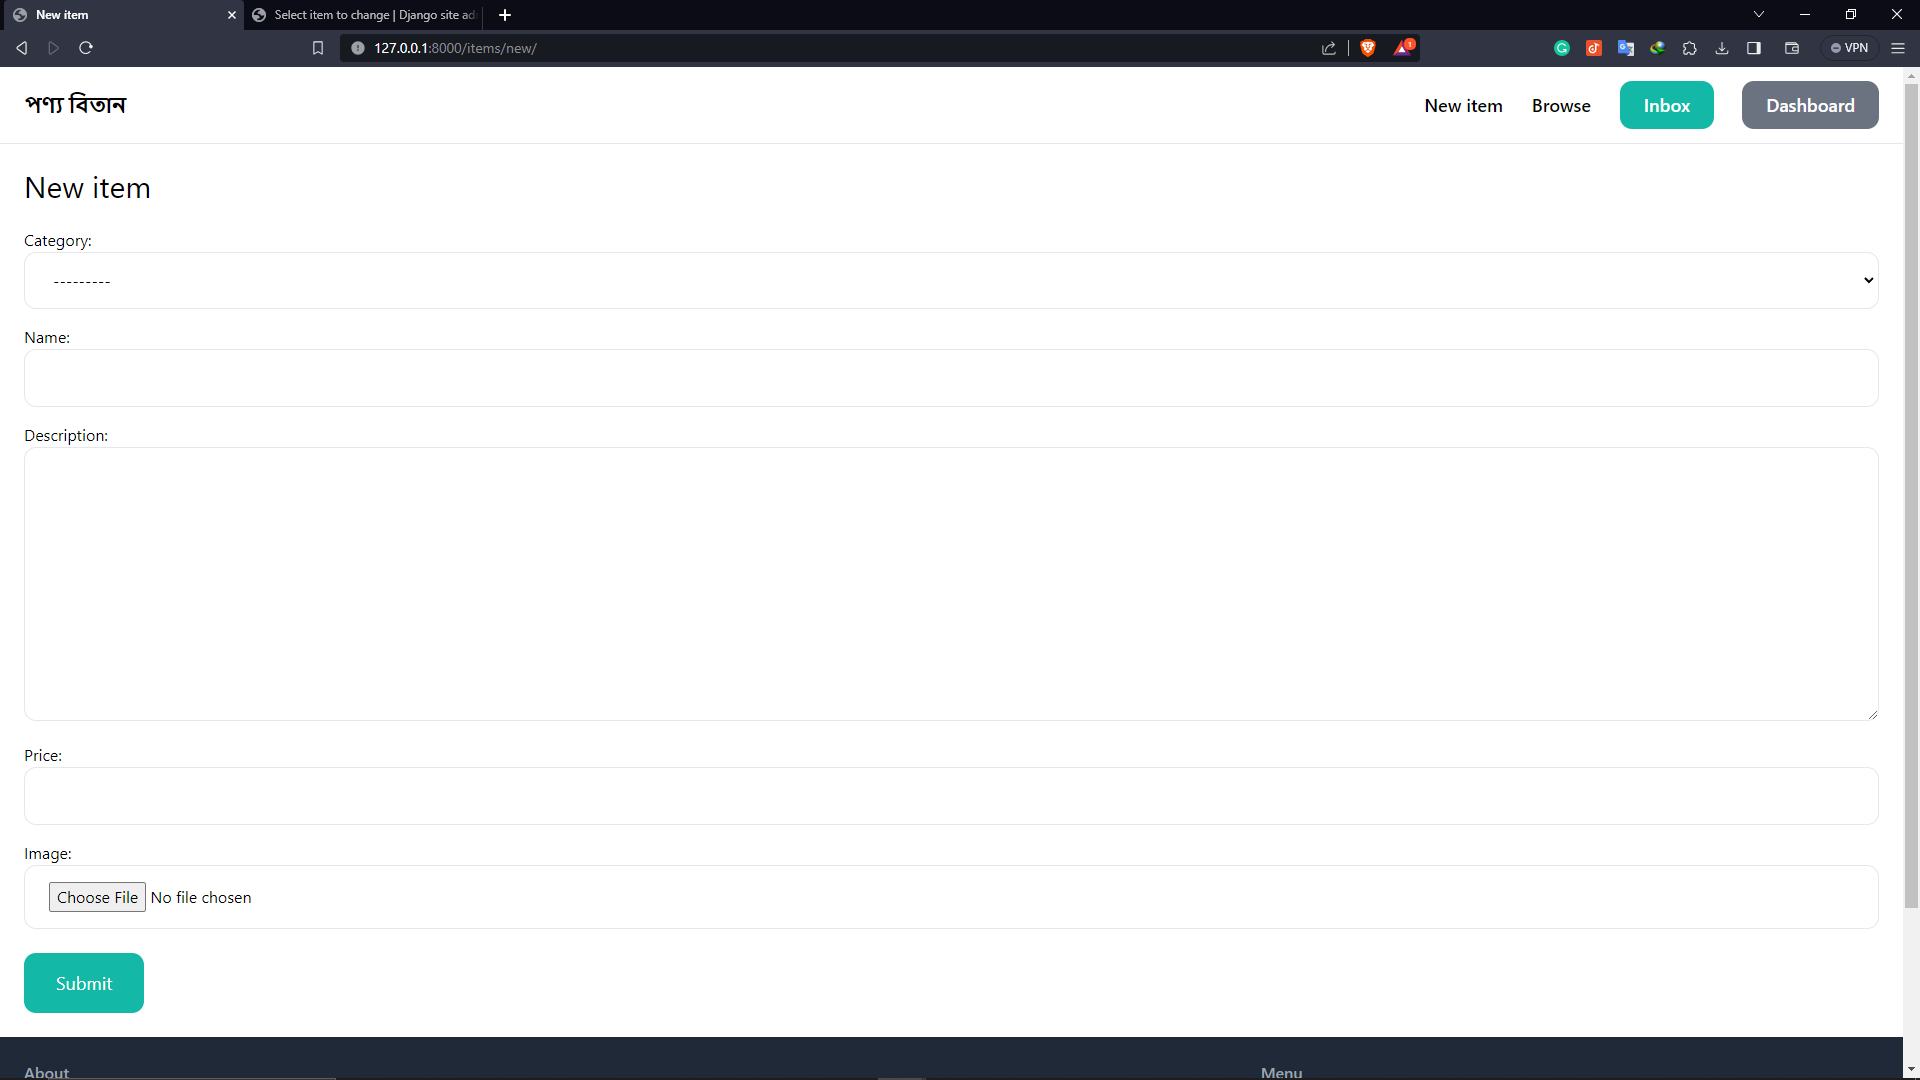 New item
Select item to change | Django site ad
127.0.0.1:8000/items/new/
1
VPN
পণ্য বিতান
New item
Browse
Inbox
Dashboard
New item
Category:
---------
Name:
Description:
Price:
Image:
Choose File No file chosen
Submit
About
Menu